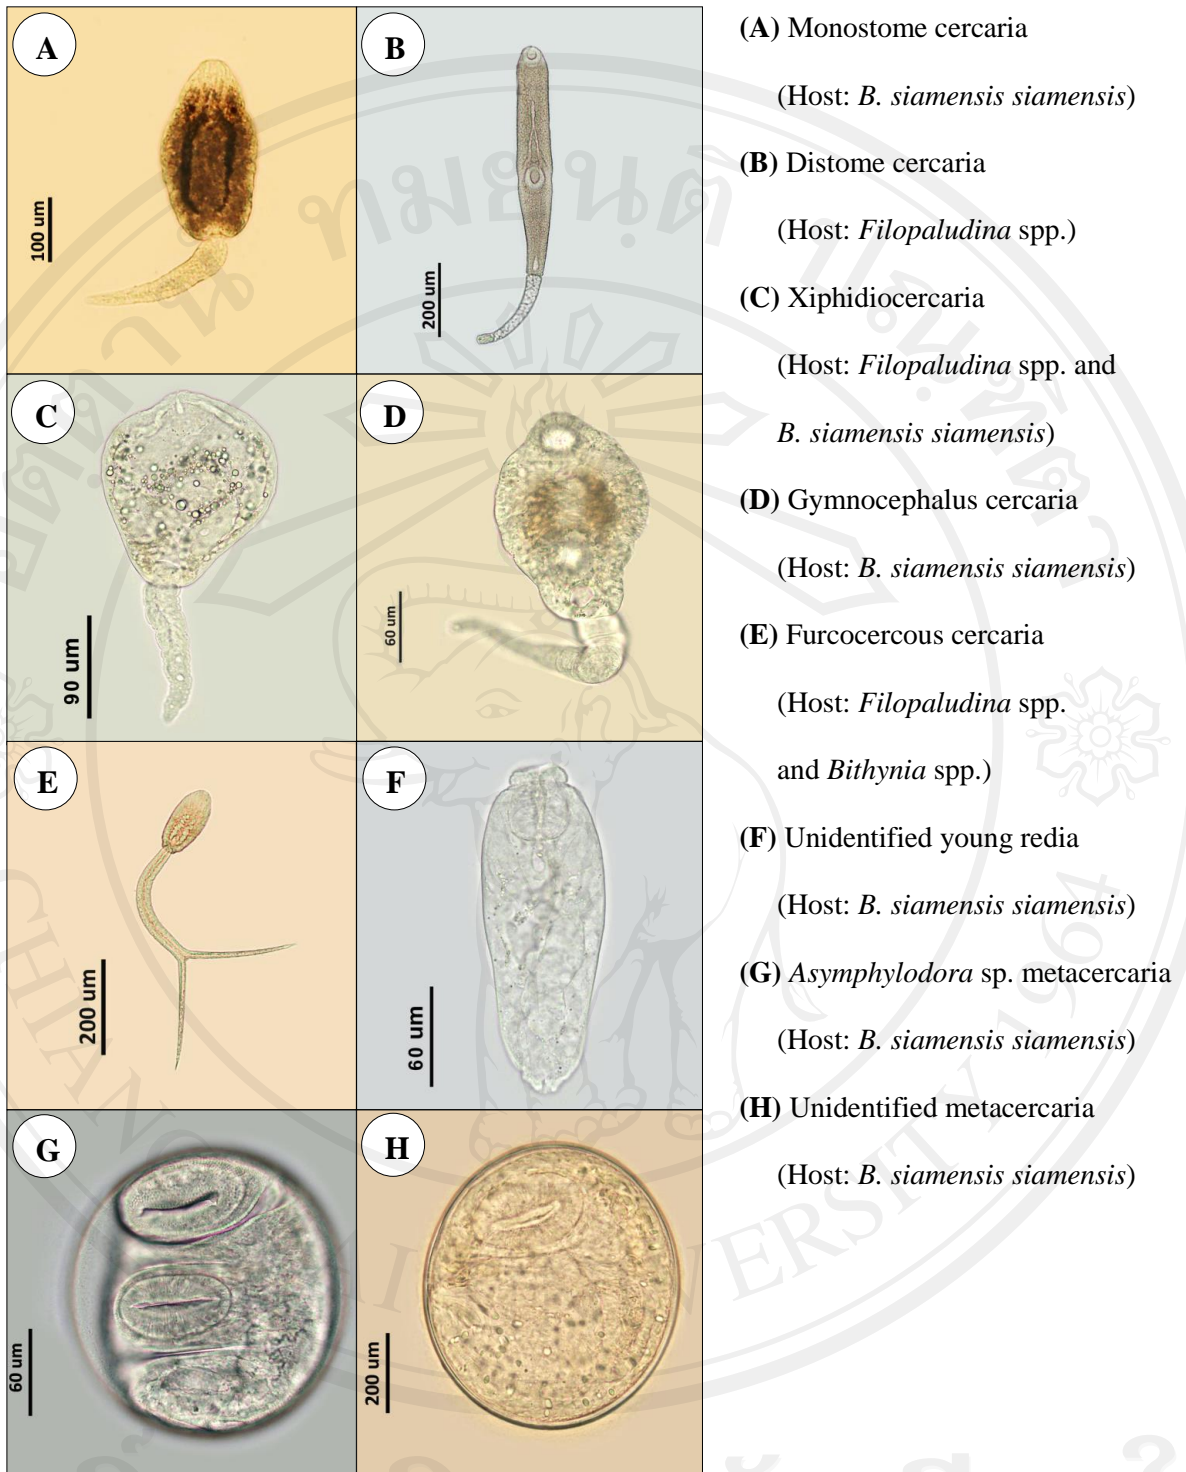 A
100 um
B
200 um
C
90 um
D
60 um
E
200 um
F
60 um
G
60 um
H
200 um
(A) Monostome cercaria
(Host: B. siamensis siamensis)
(B) Distome cercaria
(Host: Filopaludina spp.)
(C) Xiphidiocercaria
(Host: Filopaludina spp. and
B. siamensis siamensis)
(D) Gymnocephalus cercaria
(Host: B. siamensis siamensis)
(E) Furcocercous cercaria
(Host: Filopaludina spp.
and Bithynia spp.)
(F) Unidentified young redia
(Host: B. siamensis siamensis)
(G) Asymphylodora sp. metacercaria
(Host: B. siamensis siamensis)
(H) Unidentified metacercaria
(Host: B. siamensis siamensis)